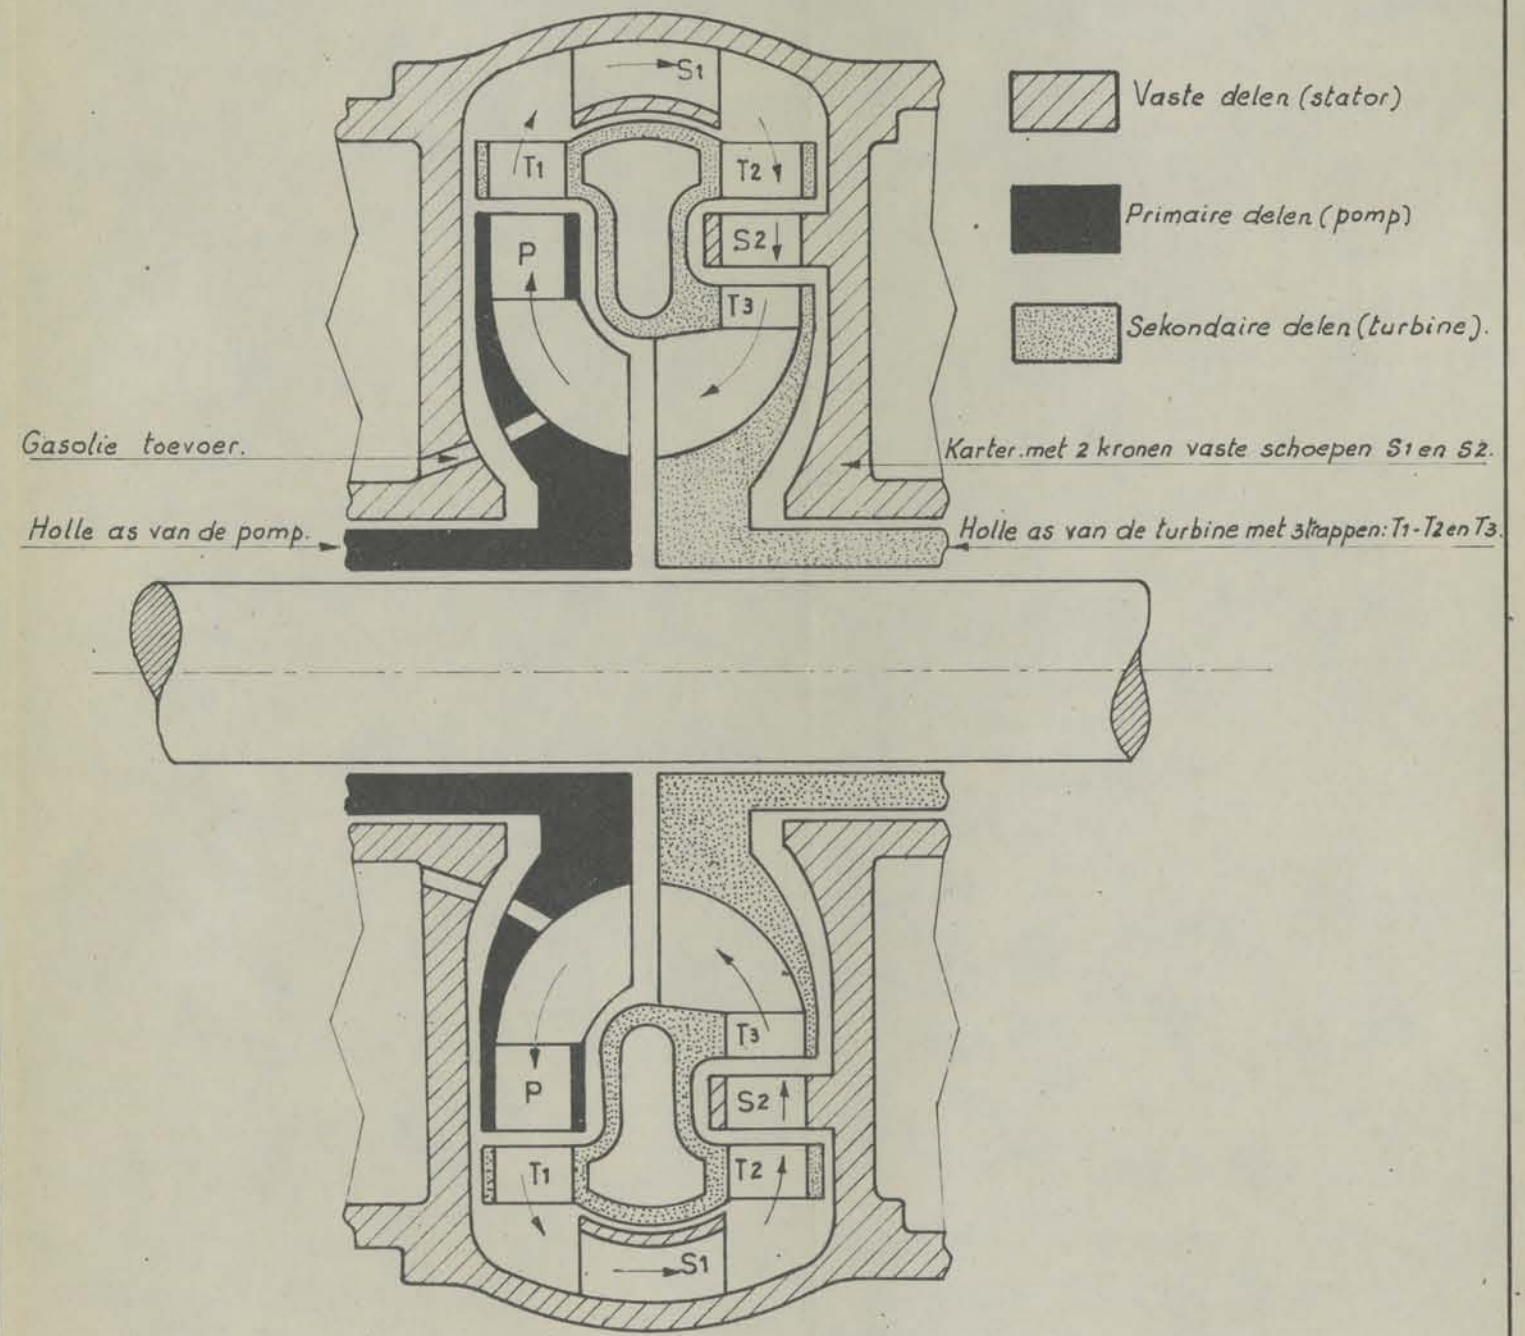 S1
Vaste delen (stator)
T1
T2
P
S2
Primaire delen (pomp)
T3
Sekondaire delen (turbine).
Gasolie toevoer.
Karter.met 2 kronen vaste schoepen S1 en S2.
Holle as van de pomp.
Holle as van de turbine met 3trappen: T1-T2 en T3.
T3
P
S2
T1
T2
S1